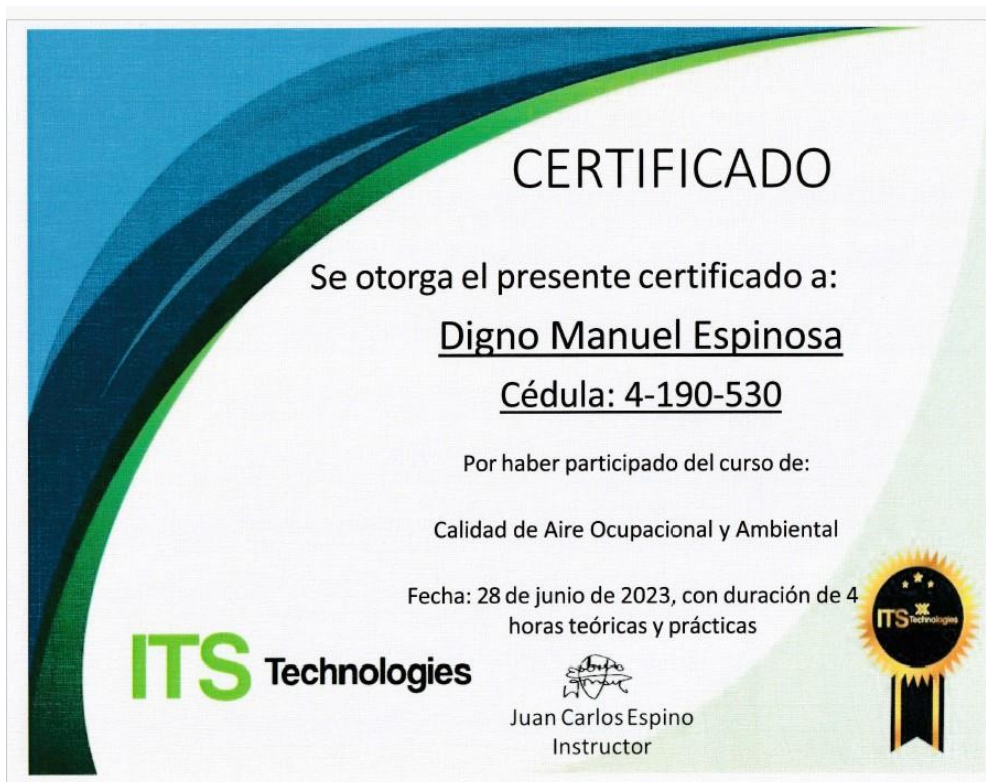 CERTIFICADO
Se otorga el presente certificado a:
Digno Manuel Espinosa
Cédula: 4-190-530
Por haber participado del curso de:
Calidad de Aire Ocupacional y Ambiental
Fecha: 28 de junio de 2023, con duración de 4
horas teóricas y prácticas
ITS Technologies
ITS Technologies
Juan Carlos Espino
Instructor